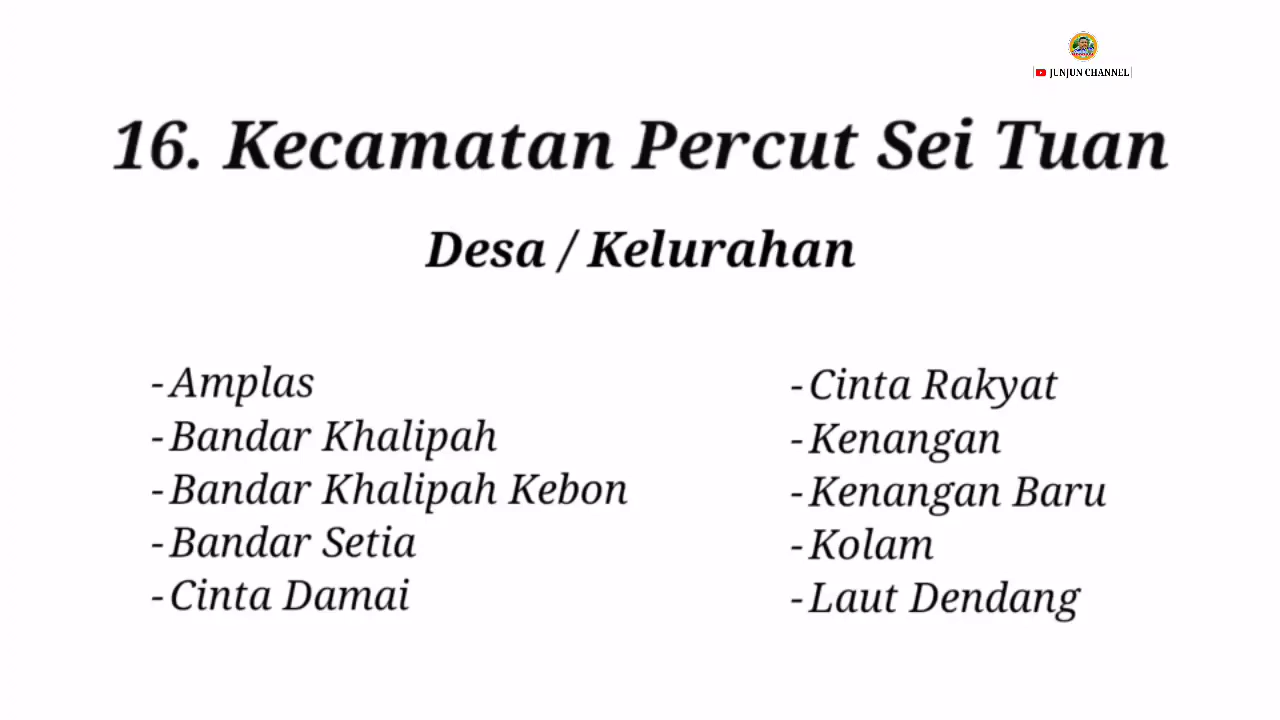 JUNJUN CHANNEL
16. Kecamatan Percut Sei Tuan
Desa / Kelurahan
- Amplas
- Bandar Khalipah
- Bandar Khalipah Kebon
- Bandar Setia
- Cinta Damai
- Cinta Rakyat
- Kenangan
- Kenangan Baru
- Kolam
- Laut Dendang